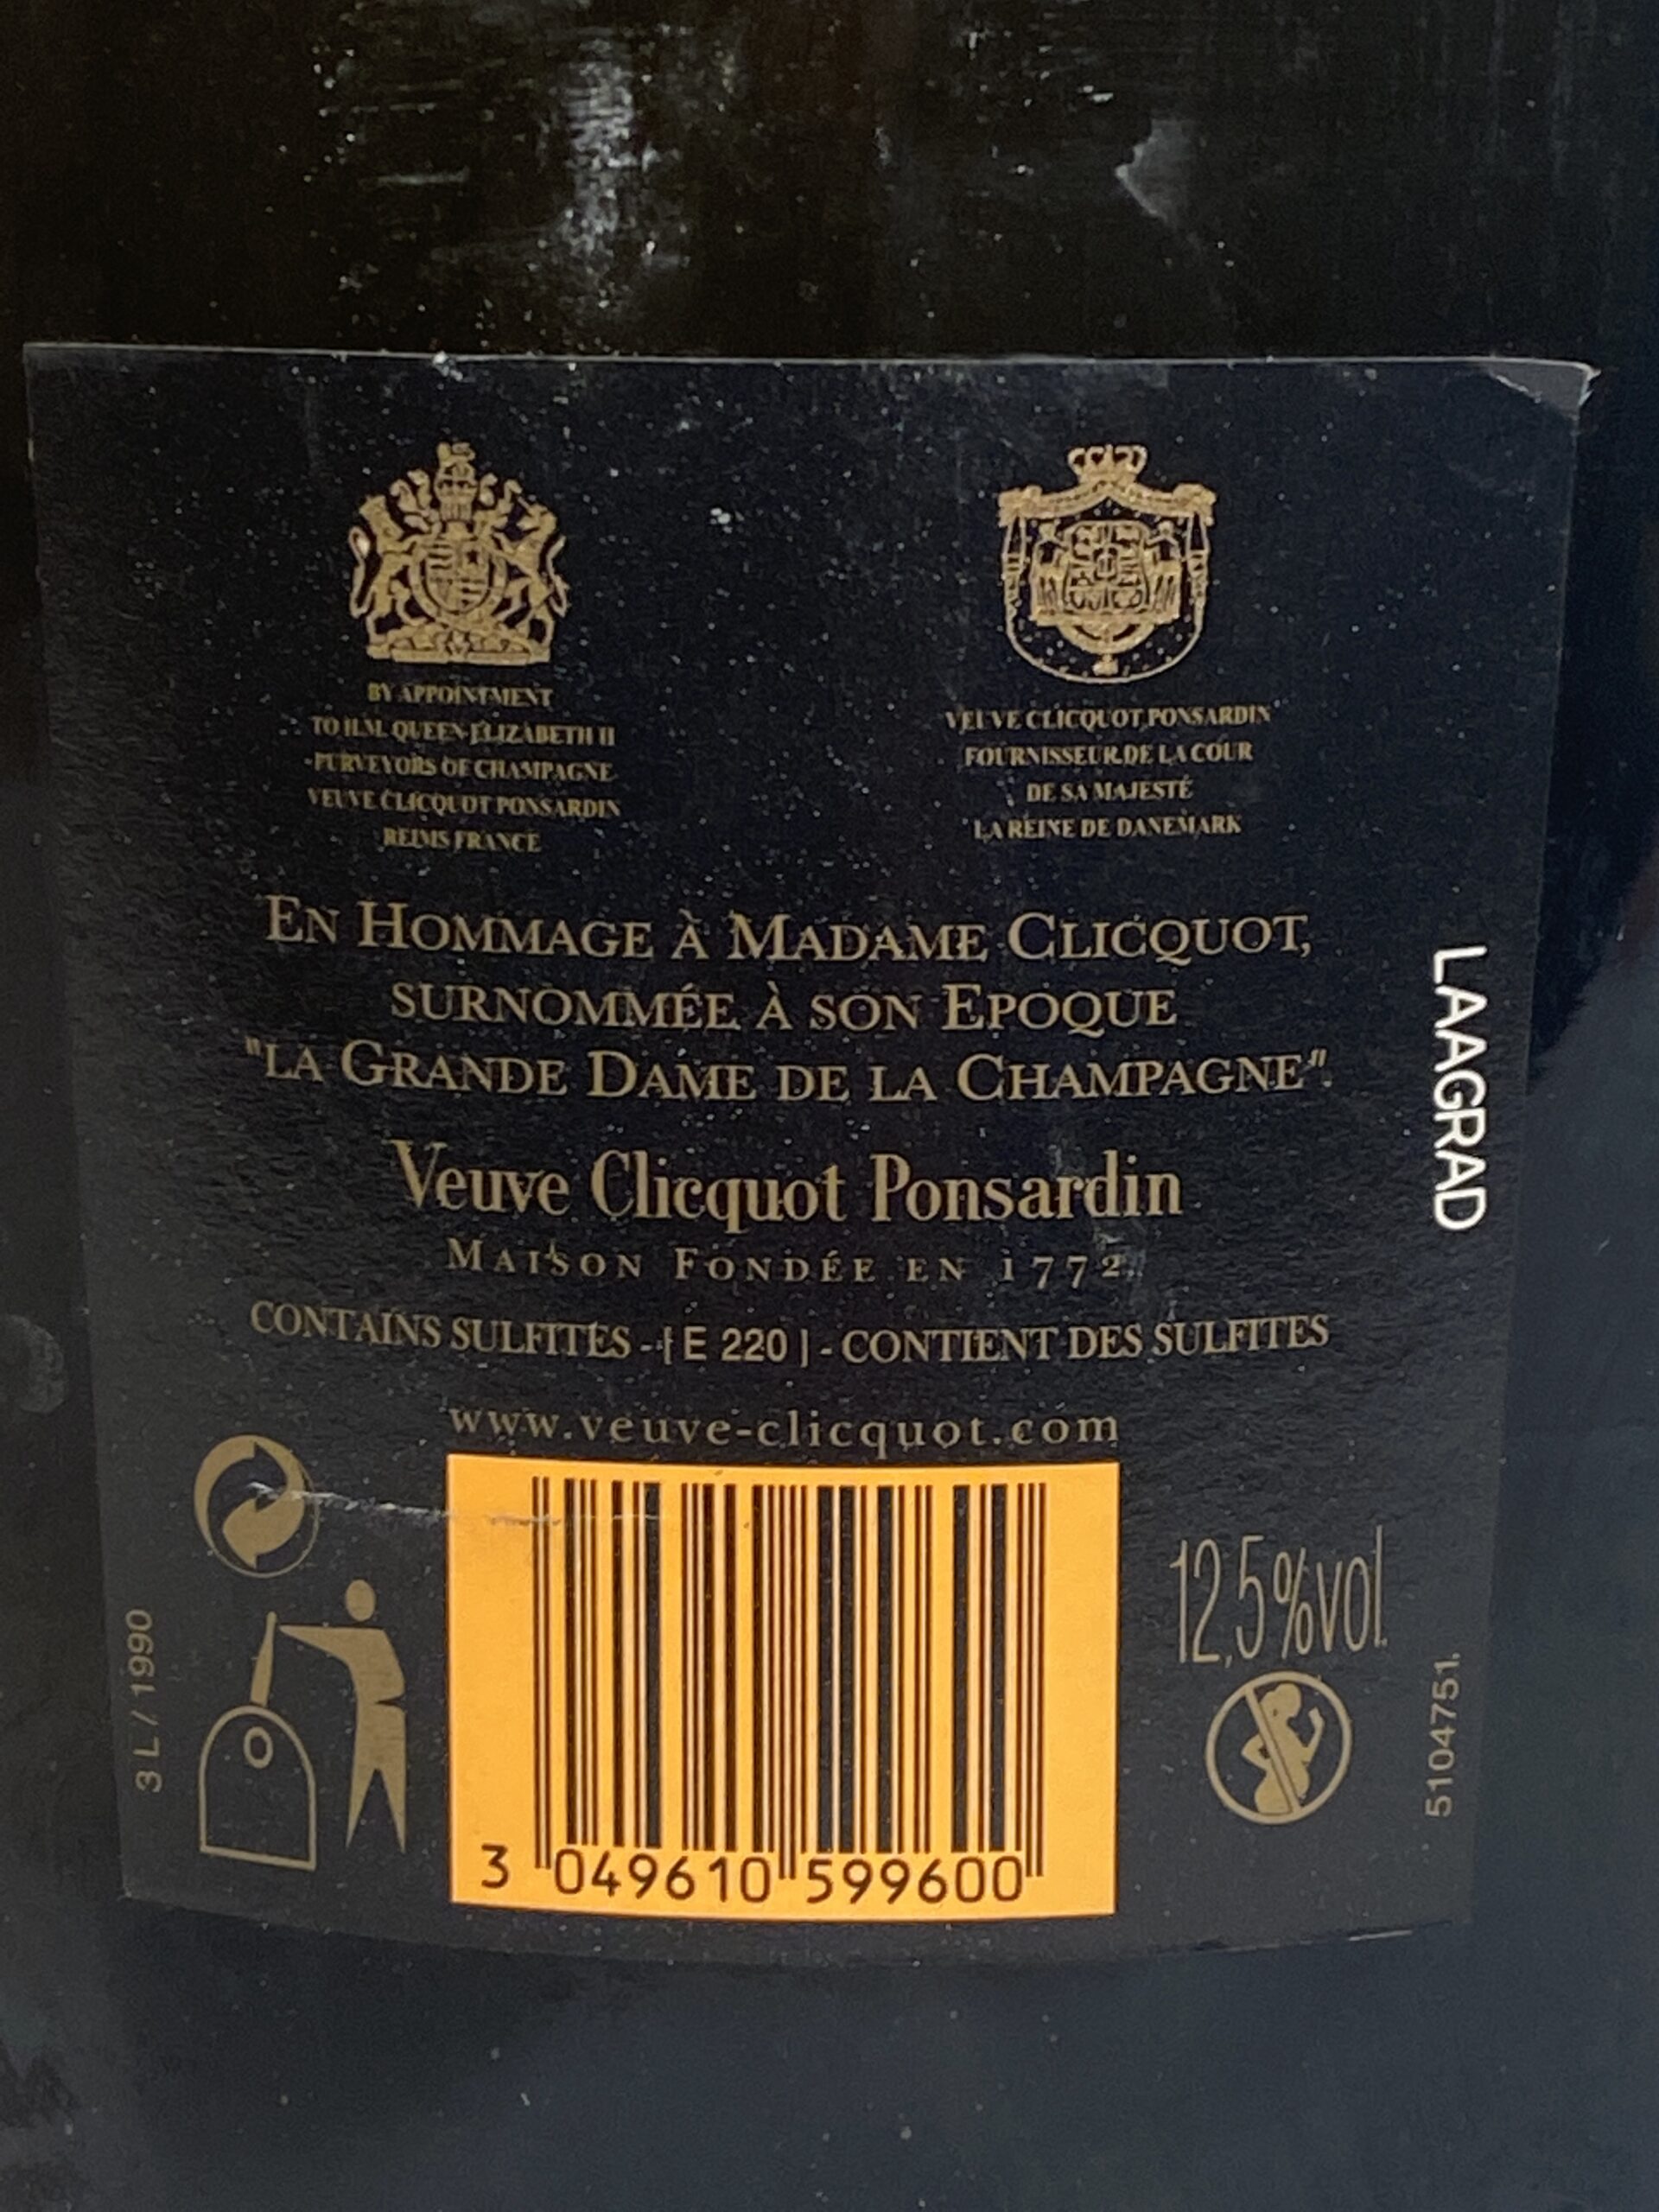 BY APPOINTMENT
TO H.M. QUEEN ELIZABETH II
PURVEYORS OF CHAMPAGNE
VEUVE CLICQUOT PONSARDIN
REIMS FRANCE
VEUVE CLICQUOT PONSARDIN
FOURNISSEUR DE LA COUR
DE SA MAJESTÉ
LA REINE DE DANEMARK
EN HOMMAGE À MADAME CLICQUOT,
SURNOMMÉE À SON EPOQUE
"LA GRANDE DAME DE LA CHAMPAGNE".
Veuve Clicquot Ponsardin
MAISON FONDÉE EN 1772
CONTAINS SULFITES - [ E 220 ] - CONTIENT DES SULFITES
www.veuve-clicquot.com
LAAGRAD
3 L / 1990
12,5%vol.
5104751
3 049610 599600